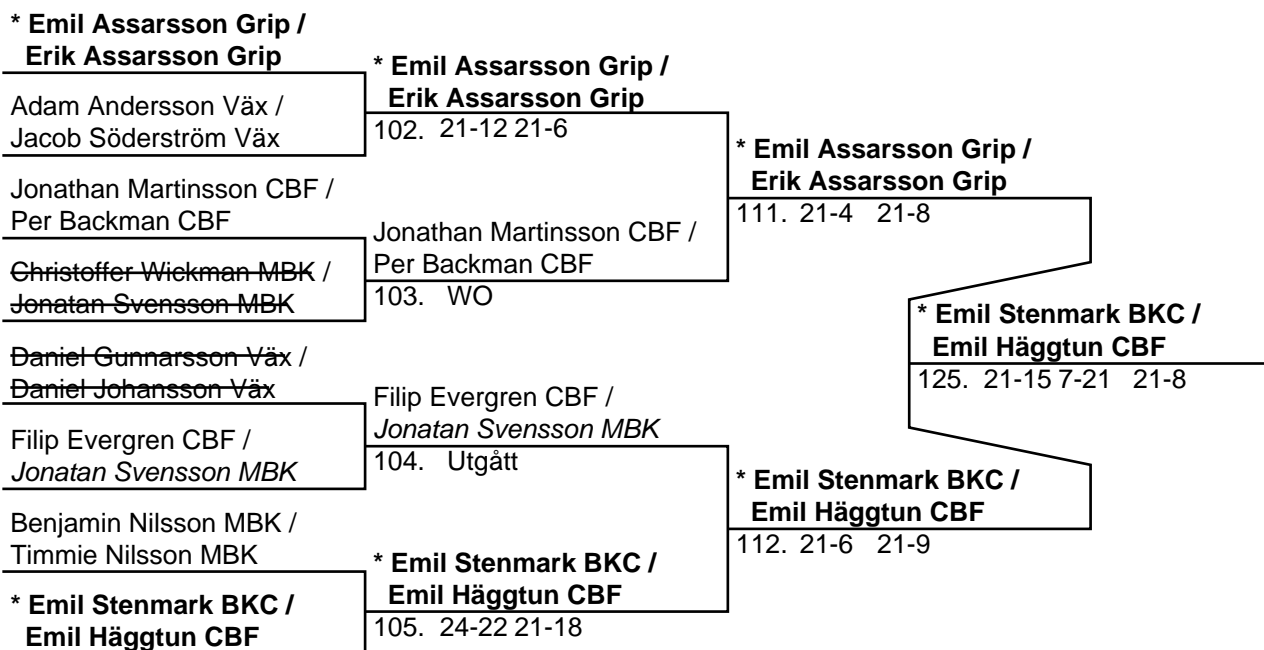 * Emil Assarsson Grip /
Erik Assarsson Grip
Adam Andersson Väx /
Jacob Söderström Väx
Jonathan Martinsson CBF /
Per Backman CBF
Christoffer Wickman MBK /
Jonatan Svensson MBK
Daniel Gunnarsson Väx /
Daniel Johansson Väx
Filip Evergren CBF /
Jonatan Svensson MBK
Benjamin Nilsson MBK /
Timmie Nilsson MBK
* Emil Stenmark BKC /
Emil Häggtun CBF
* Emil Assarsson Grip /
Erik Assarsson Grip
102. 21-12 21-6
Jonathan Martinsson CBF /
Per Backman CBF
103. WO
Filip Evergren CBF /
Jonatan Svensson MBK
104. Utgått
* Emil Stenmark BKC /
Emil Häggtun CBF
105. 24-22 21-18
* Emil Assarsson Grip /
Erik Assarsson Grip
111. 21-4 21-8
* Emil Stenmark BKC /
Emil Häggtun CBF
112. 21-6 21-9
* Emil Stenmark BKC /
Emil Häggtun CBF
125. 21-15 7-21 21-8